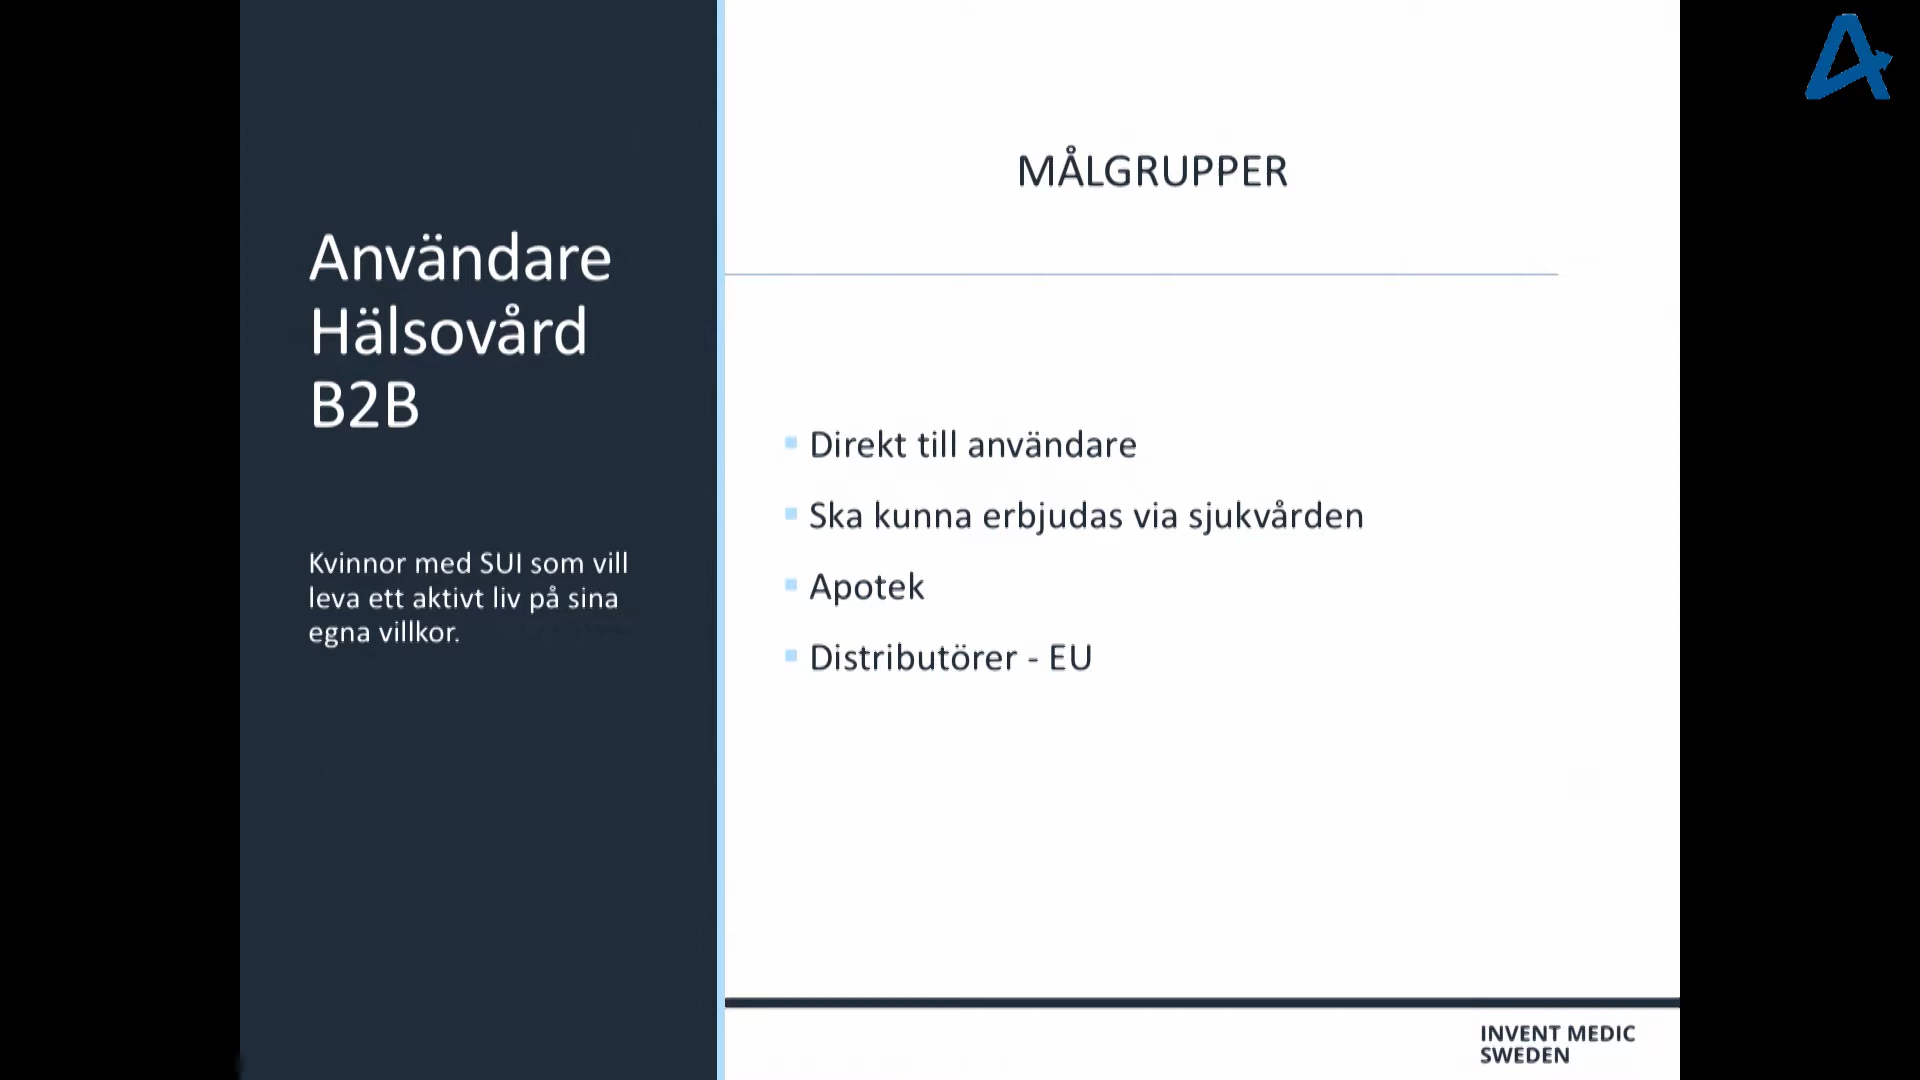 Användare
Hälsovård
B2B
Kvinnor med SUI som vill
leva ett aktivt liv på sina
egna villkor.
MÅLGRUPPER
Direkt till användare
Ska kunna erbjudas via sjukvården
Apotek
Distributörer - EU
INVENT MEDIC
SWEDEN